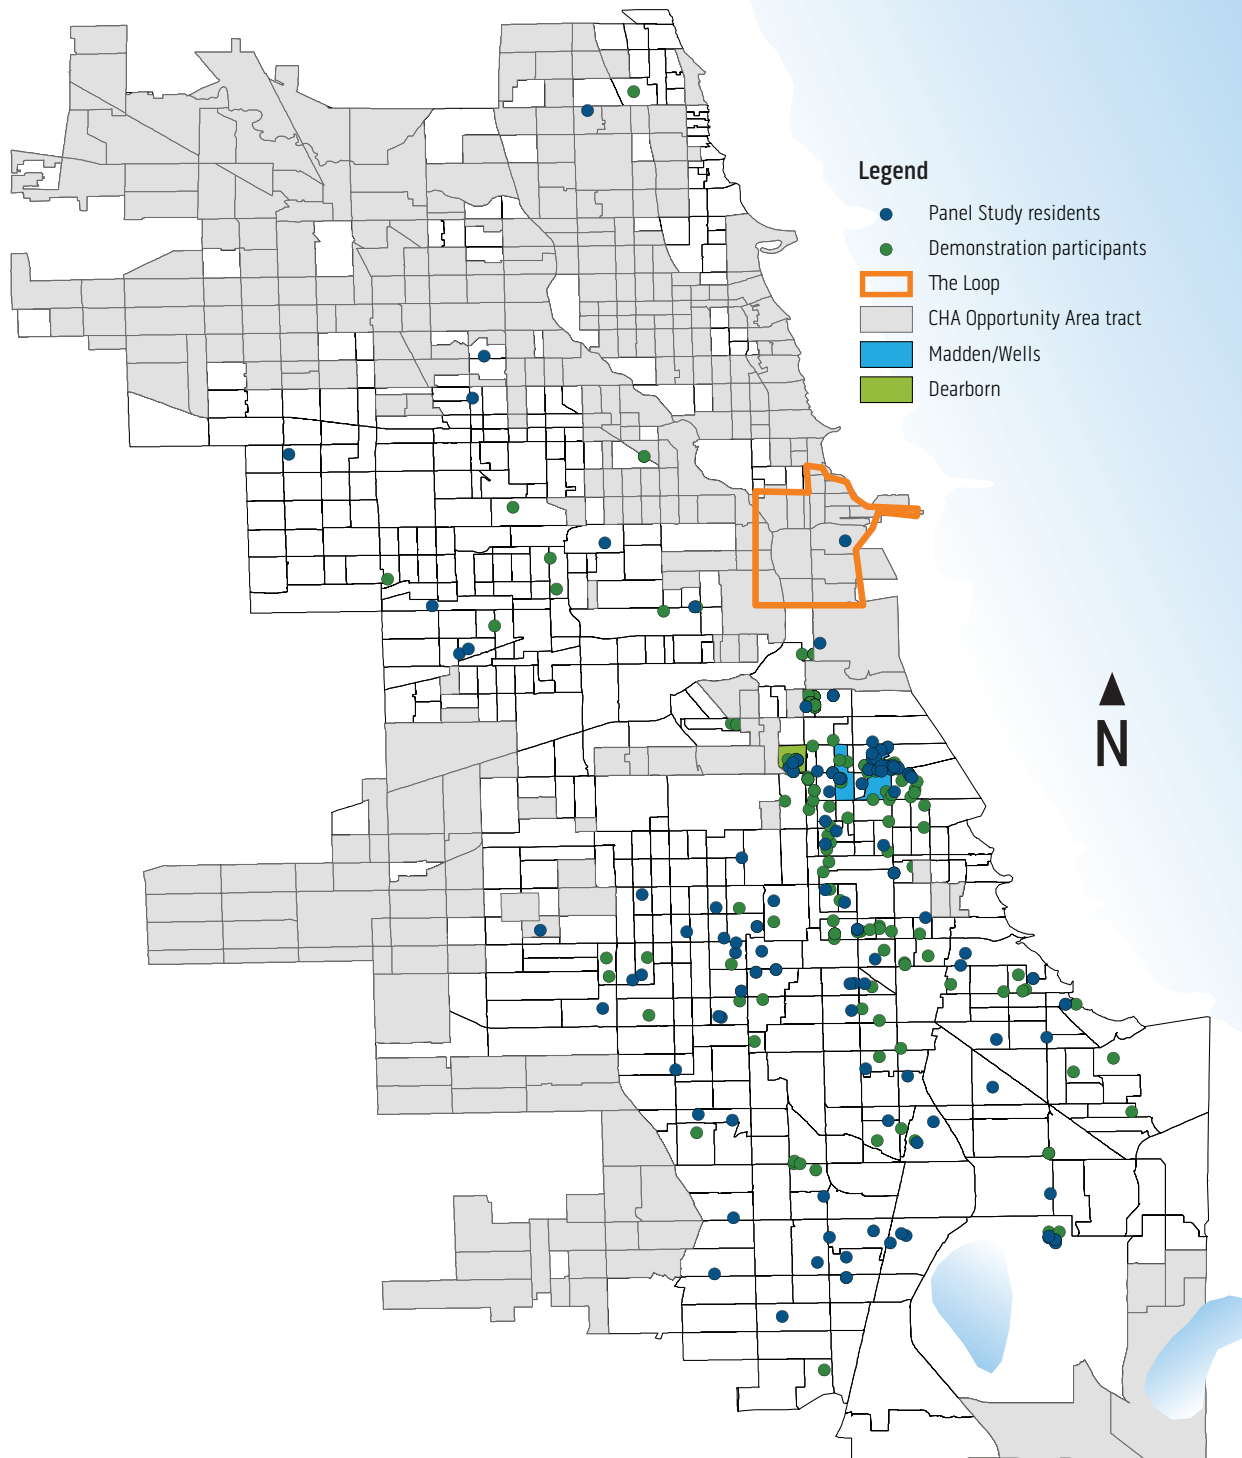 Legend
Panel Study residents
Demonstration participants
The Loop
CHA Opportunity Area tract
Madden/Wells
Dearborn
N